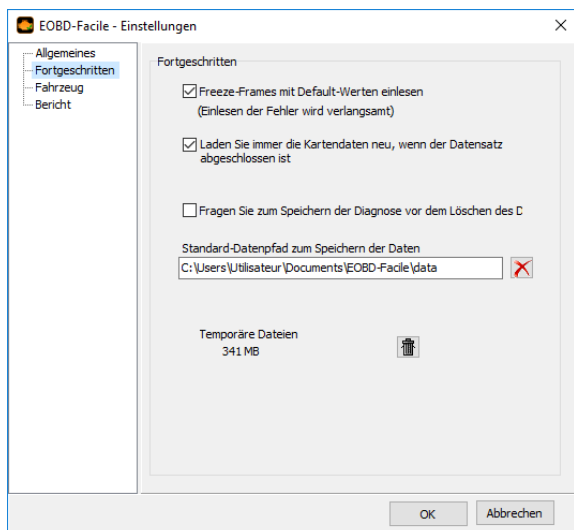 EOBD-Facile - Einstellungen
Allgemeines
Fortgeschritten
Fahrzeug
Bericht
Fortgeschritten
Freeze-Frames mit Default-Werten einlesen
(Einlesen der Fehler wird verlangsamt)
Laden Sie immer die Kartendaten neu, wenn der Datensatz
abgeschlossen ist
Fragen Sie zum Speichern der Diagnose vor dem Löschen des D
Standard-Datenpfad zum Speichern der Daten
C:\Users\Utilisateur\Documents\EOBD-Facile\data
Temporäre Dateien
341 MB
OK
Abbrechen